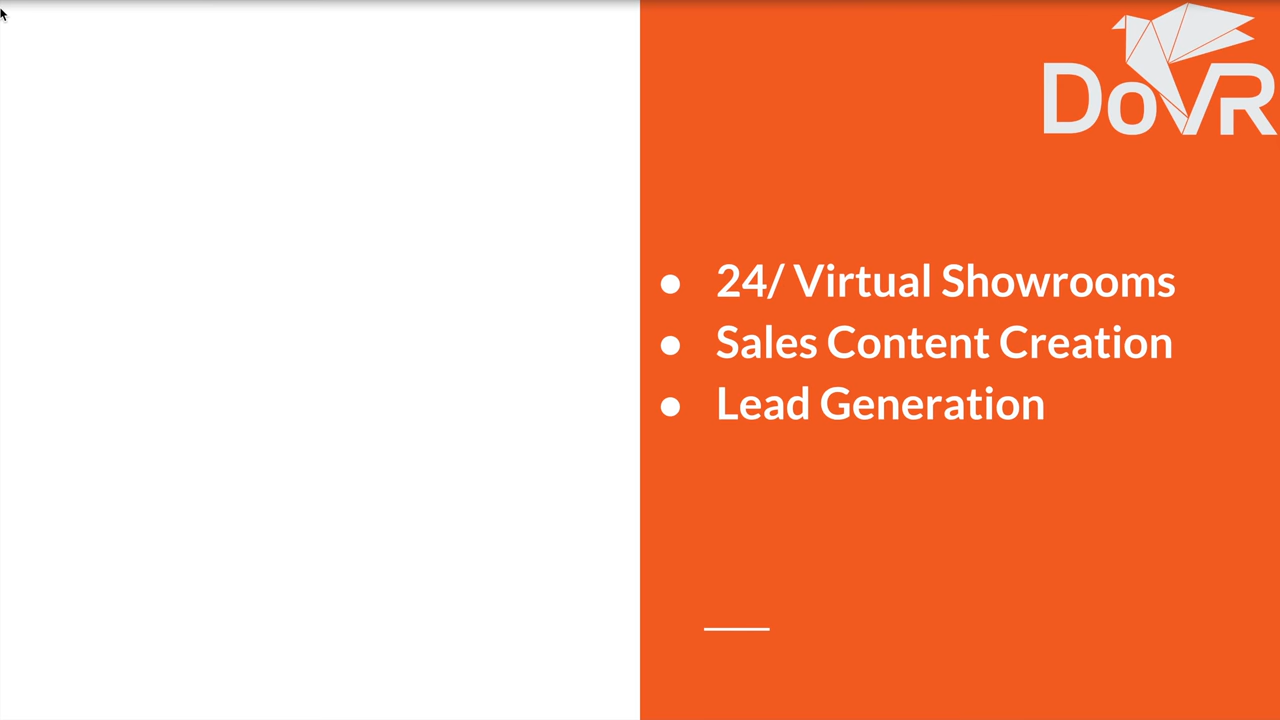 DoVR
● 24/ Virtual Showrooms
● Sales Content Creation
● Lead Generation